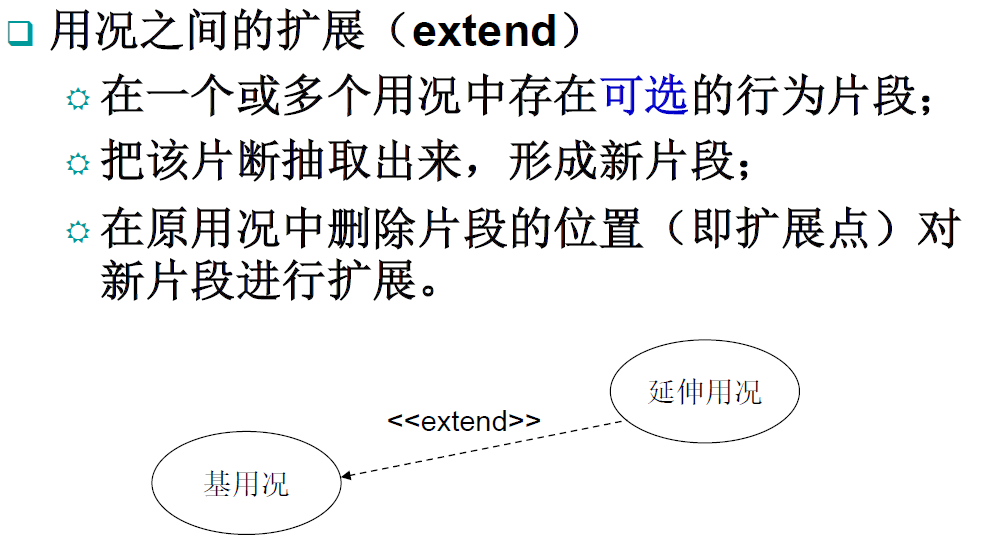 用况之间的扩展（extend）
在一个或多个用况中存在可选的行为片段；
把该片断抽取出来，形成新片段；
在原用况中删除片段的位置（即扩展点）对
新片段进行扩展。
延伸用况
<<extend>>
基用况